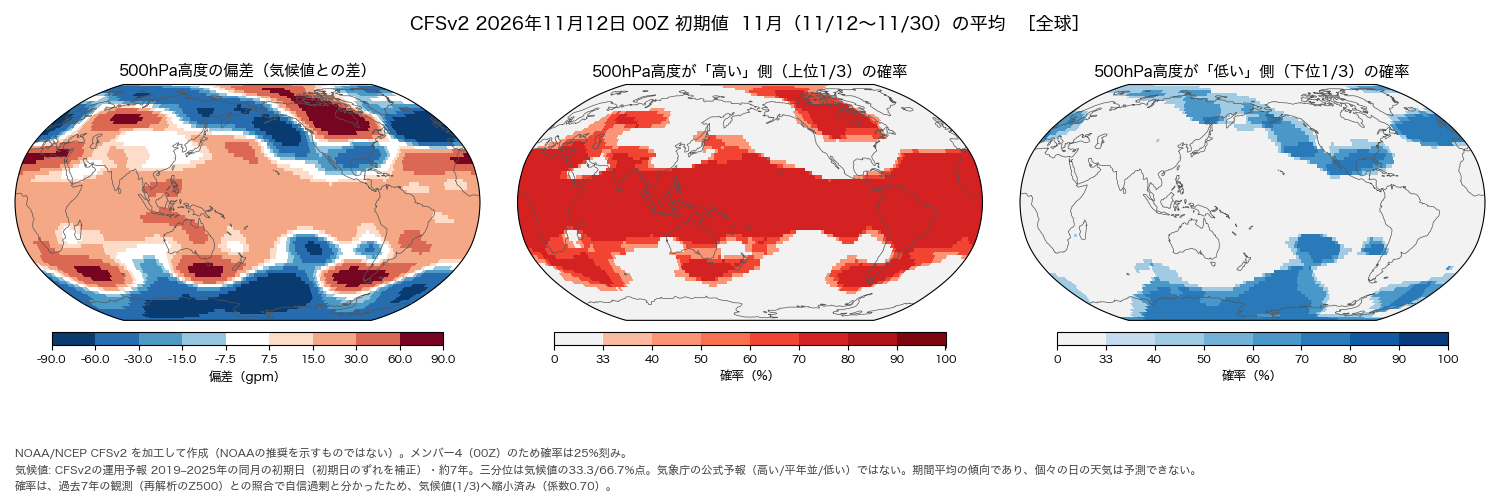 CFSv2 2026年11月12日 00Z 初期値 11月（11/12～11/30）の平均 ［全球］
500hPa高度の偏差（気候値との差）
500hPa高度が「高い」側（上位1/3）の確率
500hPa高度が「低い」側（下位1/3）の確率
-90.0 -60.0 -30.0 -15.0 -7.5 7.5 15.0 30.0 60.0 90.0
偏差（gpm）
0 33 40 50 60 70 80 90 100
確率（%）
0 33 40 50 60 70 80 90 100
確率（%）
NOAA/NCEP CFSv2 を加工して作成（NOAAの推奨を示すものではない）。メンバー4（00Z）のため確率は25%刻み。
気候値: CFSv2の運用予報 2019–2025年の同月の初期日（初期日のずれを補正）・約7年。三分位は気候値の33.3/66.7%点。気象庁の公式予報（高い/平年並/低い）ではない。期間平均の傾向であり、個々の日の天気は予測できない。
確率は、過去7年の観測（再解析のZ500）との照合で自信過剰と分かったため、気候値(1/3)へ縮小済み（係数0.70）。